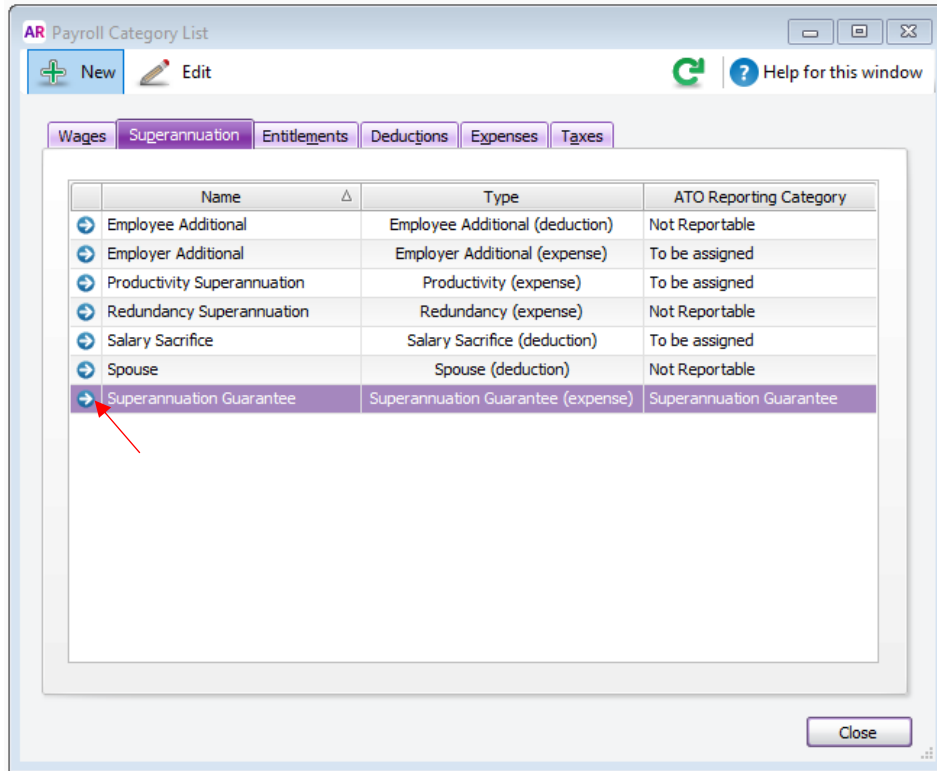 AR Payroll Category List
New Edit Help for this window
Wages Superannuation Entitlements Deductions Expenses Taxes
Name Type ATO Reporting Category
Employee Additional Employee Additional (deduction) Not Reportable
Employer Additional Employer Additional (expense) To be assigned
Productivity Superannuation Productivity (expense) To be assigned
Redundancy Superannuation Redundancy (expense) Not Reportable
Salary Sacrifice Salary Sacrifice (deduction) To be assigned
Spouse Spouse (deduction) Not Reportable
Superannuation Guarantee Superannuation Guarantee (expense) Superannuation Guarantee
Close